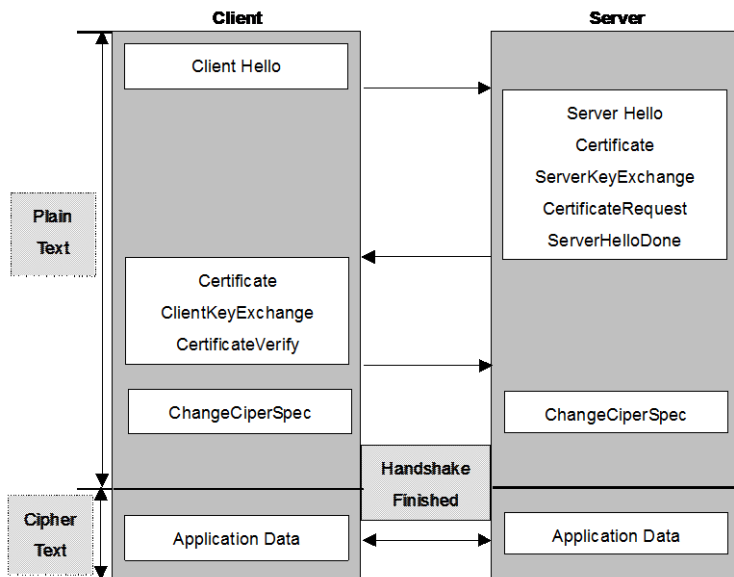 Client
Server
Client Hello
Server Hello
Certificate
ServerKeyExchange
CertificateRequest
ServerHelloDone
Plain
Text
Certificate
ClientKeyExchange
CertificateVerify
ChangeCiperSpec
ChangeCiperSpec
Handshake
Finished
Cipher
Text
Application Data
Application Data